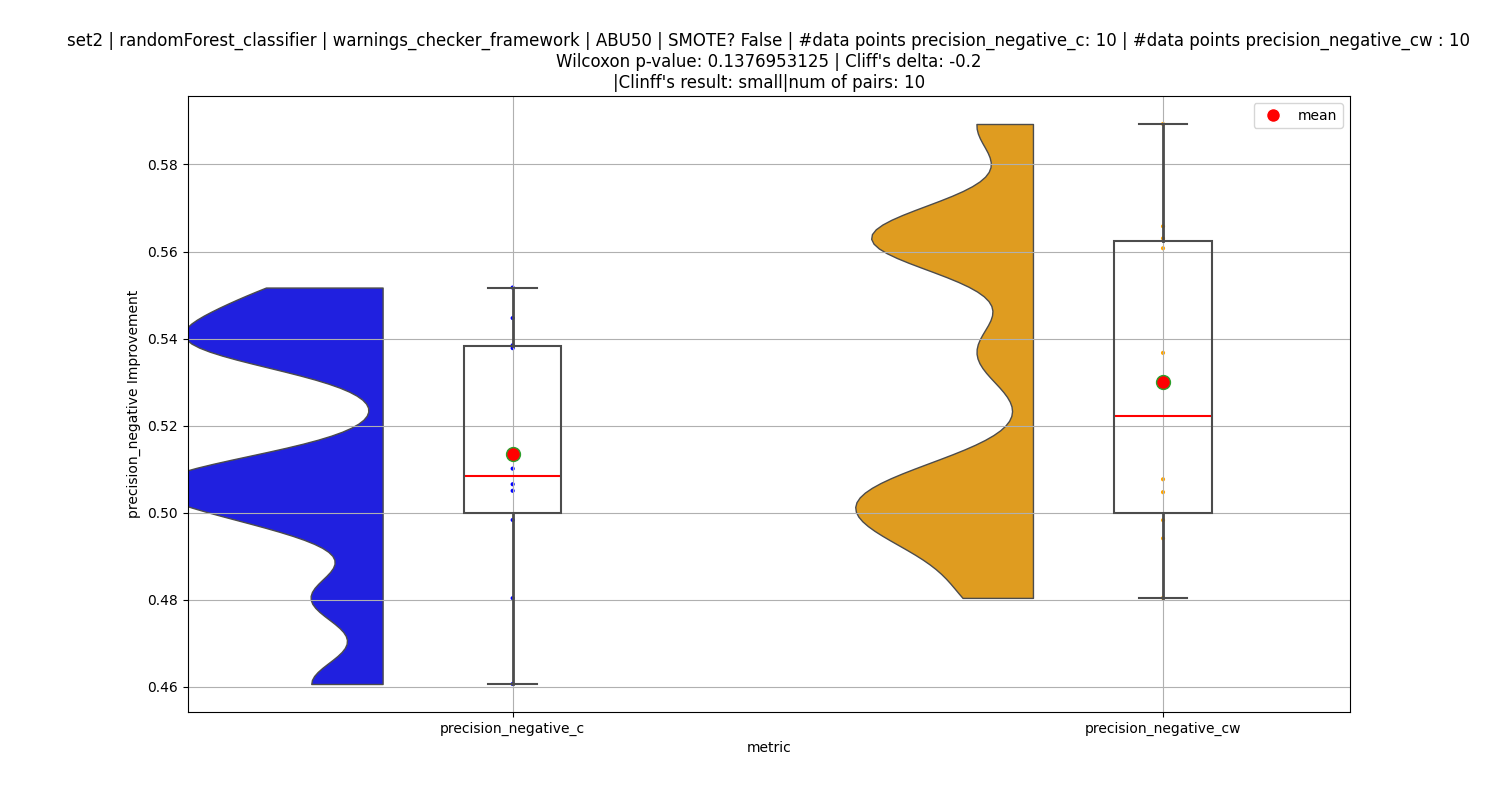 set2 | randomForest_classifier | warnings_checker_framework | ABU50 | SMOTE? False | #data points precision_negative_c: 10 | #data points precision_negative_cw : 10
Wilcoxon p-value: 0.1376953125 | Cliff's delta: -0.2
|Clinff's result: small|num of pairs: 10
mean
0.58
0.56
0.54
0.52
0.50
0.48
0.46
precision_negative Improvement
precision_negative_c
precision_negative_cw
metric